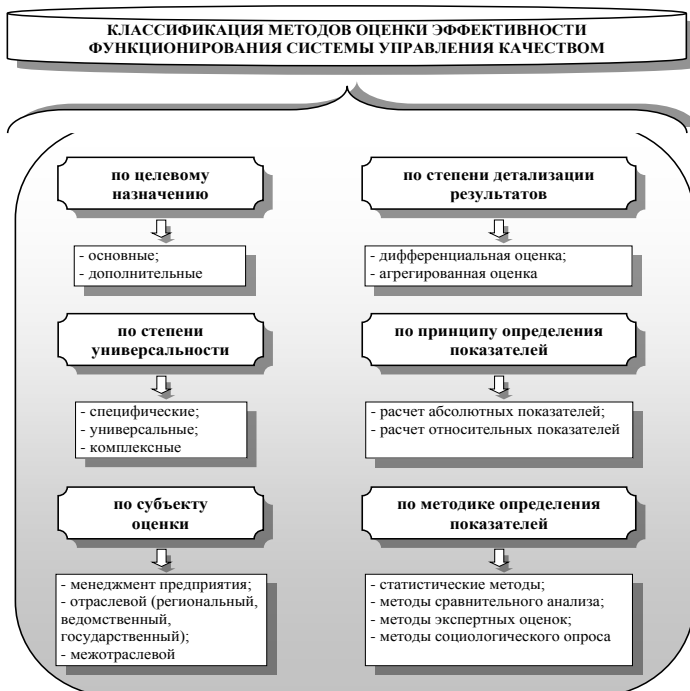 КЛАССИФИКАЦИЯ МЕТОДОВ ОЦЕНКИ ЭФФЕКТИВНОСТИ
ФУНКЦИОНИРОВАНИЯ СИСТЕМЫ УПРАВЛЕНИЯ КАЧЕСТВОМ
по целевому
назначению
- основные;
- дополнительные
по степени детализации
результатов
- дифференциальная оценка;
- агрегированная оценка
по степени
универсальности
- специфические;
- универсальные;
- комплексные
по принципу определения
показателей
- расчет абсолютных показателей;
- расчет относительных показателей
по субъекту
оценки
- менеджмент предприятия;
- отраслевой (региональный,
ведомственный,
государственный);
- межотраслевой
по методике определения
показателей
- статистические методы;
- методы сравнительного анализа;
- методы экспертных оценок;
- методы социологического опроса